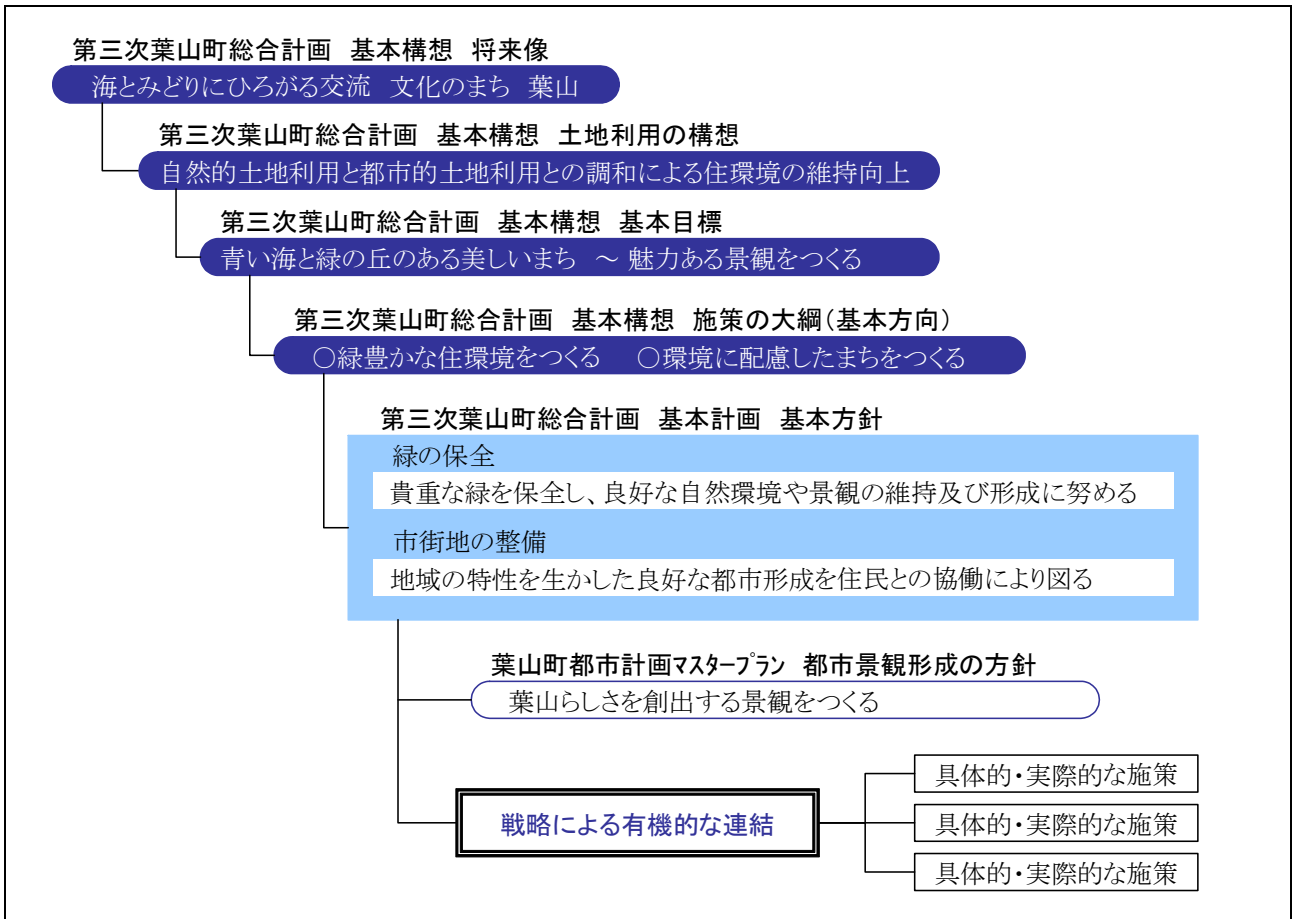 第三次葉山町総合計画　基本構想　将来像
海とみどりにひろがる交流　文化のまち　葉山
第三次葉山町総合計画　基本構想　土地利用の構想
自然的土地利用と都市的土地利用との調和による住環境の維持向上
第三次葉山町総合計画　基本構想　基本目標
青い海と緑の丘のある美しいまち　～ 魅力ある景観をつくる
第三次葉山町総合計画　基本構想　施策の大綱（基本方向）
○緑豊かな住環境をつくる　○環境に配慮したまちをつくる
第三次葉山町総合計画　基本計画　基本方針
緑の保全
貴重な緑を保全し、良好な自然環境や景観の維持及び形成に努める
市街地の整備
地域の特性を生かした良好な都市形成を住民との協働により図る
葉山町都市計画ﾏｽﾀｰﾌﾟﾗﾝ　都市景観形成の方針
葉山らしさを創出する景観をつくる
具体的・実際的な施策
戦略による有機的な連結
具体的・実際的な施策
具体的・実際的な施策